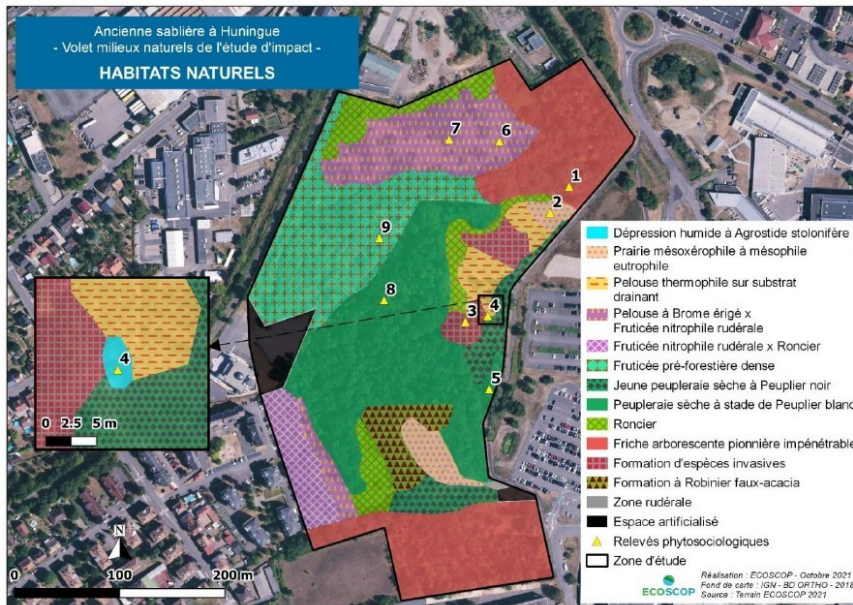 Ancienne sablière à Huningue
- Volet milieux naturels de l'étude d'impact -
HABITATS NATURELS
7
6
1
2
9
8
3
4
5
4
0 2.5 5 m
N
0 100 200 m
Dépression humide à Agrostide stolonifère
Prairie mésoxérophile à mésophile
eutrophile
Pelouse thermophile sur substrat
drainant
Pelouse à Brome érigé x
Fruticée nitrophile rudérale
Fruticée nitrophile rudérale x Roncier
Fruticée pré-forestière dense
Jeune peupleraie sèche à Peuplier noir
Peupleraie sèche à stade de Peuplier blanc
Roncier
Friche arborescente pionnière impénétrable
Formation d'espèces invasives
Formation à Robinier faux-acacia
Zone rudérale
Espace artificialisé
Relevés phytosociologiques
Zone d'étude
ECOSCOP
Réalisation : ECOSCOP - Octobre 2021
Fond de carte : IGN - BD ORTHO - 2018
Source : Terrain ECOSCOP 2021